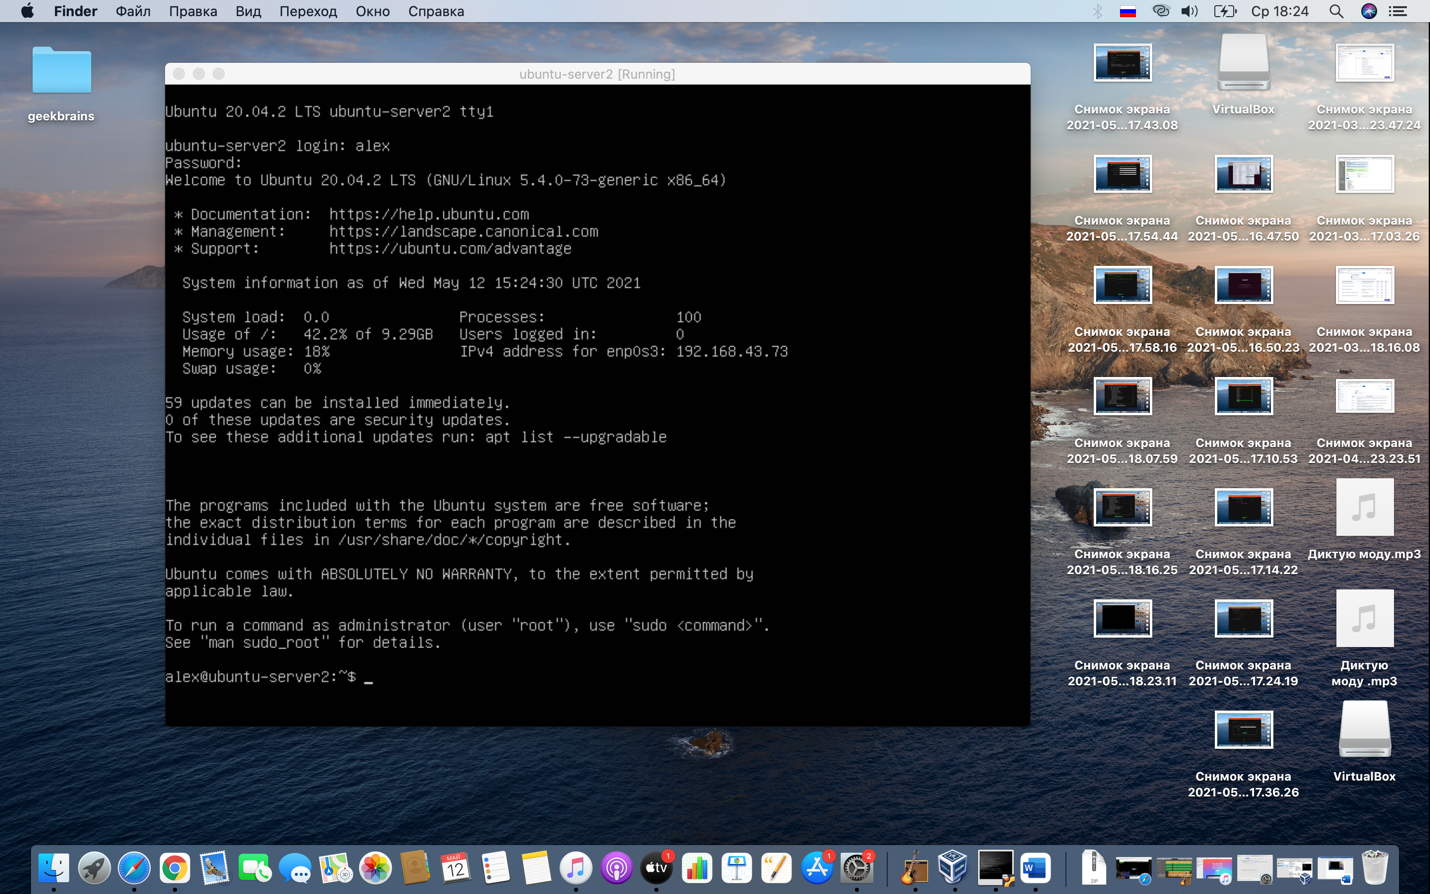 Finder Файл Правка Вид Переход Окно Справка Ср 18:24
geekbrains
ubuntu-server2 [Running]
Ubuntu 20.04.2 LTS ubuntu-server2 tty1
ubuntu-server2 login: alex
Password:
Welcome to Ubuntu 20.04.2 LTS (GNU/Linux 5.4.0-73-generic x86_64)
* Documentation: https://help.ubuntu.com
* Management: https://landscape.canonical.com
* Support: https://ubuntu.com/advantage
System information as of Wed May 12 15:24:30 UTC 2021
System load: 0.0 Processes: 100
Usage of /: 42.2% of 9.29GB Users logged in: 0
Memory usage: 18% IPv4 address for enp0s3: 192.168.43.73
Swap usage: 0%
59 updates can be installed immediately.
0 of these updates are security updates.
To see these additional updates run: apt list --upgradable
The programs included with the Ubuntu system are free software;
the exact distribution terms for each program are described in the
individual files in /usr/share/doc/*/copyright.
Ubuntu comes with ABSOLUTELY NO WARRANTY, to the extent permitted by
applicable law.
To run a command as administrator (user "root"), use "sudo <command>".
See "man sudo_root" for details.
alex@ubuntu-server2:~$ _
Снимок экрана VirtualBox Снимок экрана
2021-05...17.43.08 2021-03...23.47.24
Снимок экрана Снимок экрана Снимок экрана
2021-05...17.54.44 2021-05...16.47.50 2021-03...17.03.26
Снимок экрана Снимок экрана Снимок экрана
2021-05...17.58.16 2021-05...16.50.23 2021-03...18.16.08
Снимок экрана Снимок экрана Снимок экрана
2021-05...18.07.59 2021-05...17.10.53 2021-04...23.23.51
Снимок экрана Снимок экрана Диктую моду.mp3
2021-05...18.16.25 2021-05...17.14.22
Снимок экрана Снимок экрана Диктую
2021-05...18.23.11 2021-05...17.24.19 моду .mp3
Снимок экрана VirtualBox
2021-05...17.36.26
МАЙ
12
3D
tv
1
1
2
W
ZIP